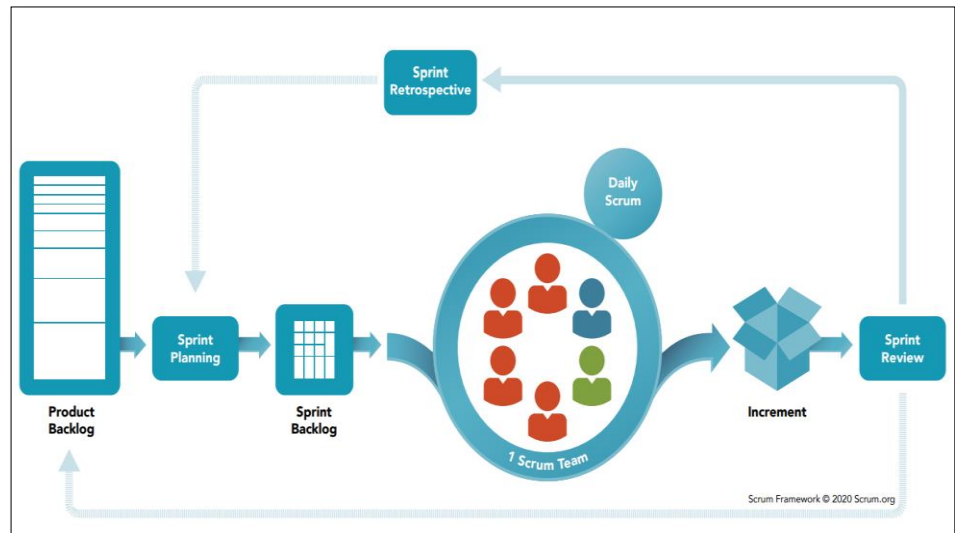 Sprint
Retrospective
Daily
Scrum
Sprint
Planning
Sprint
Review
Product
Backlog
Sprint
Backlog
Increment
1 Scrum Team
Scrum Framework © 2020 Scrum.org